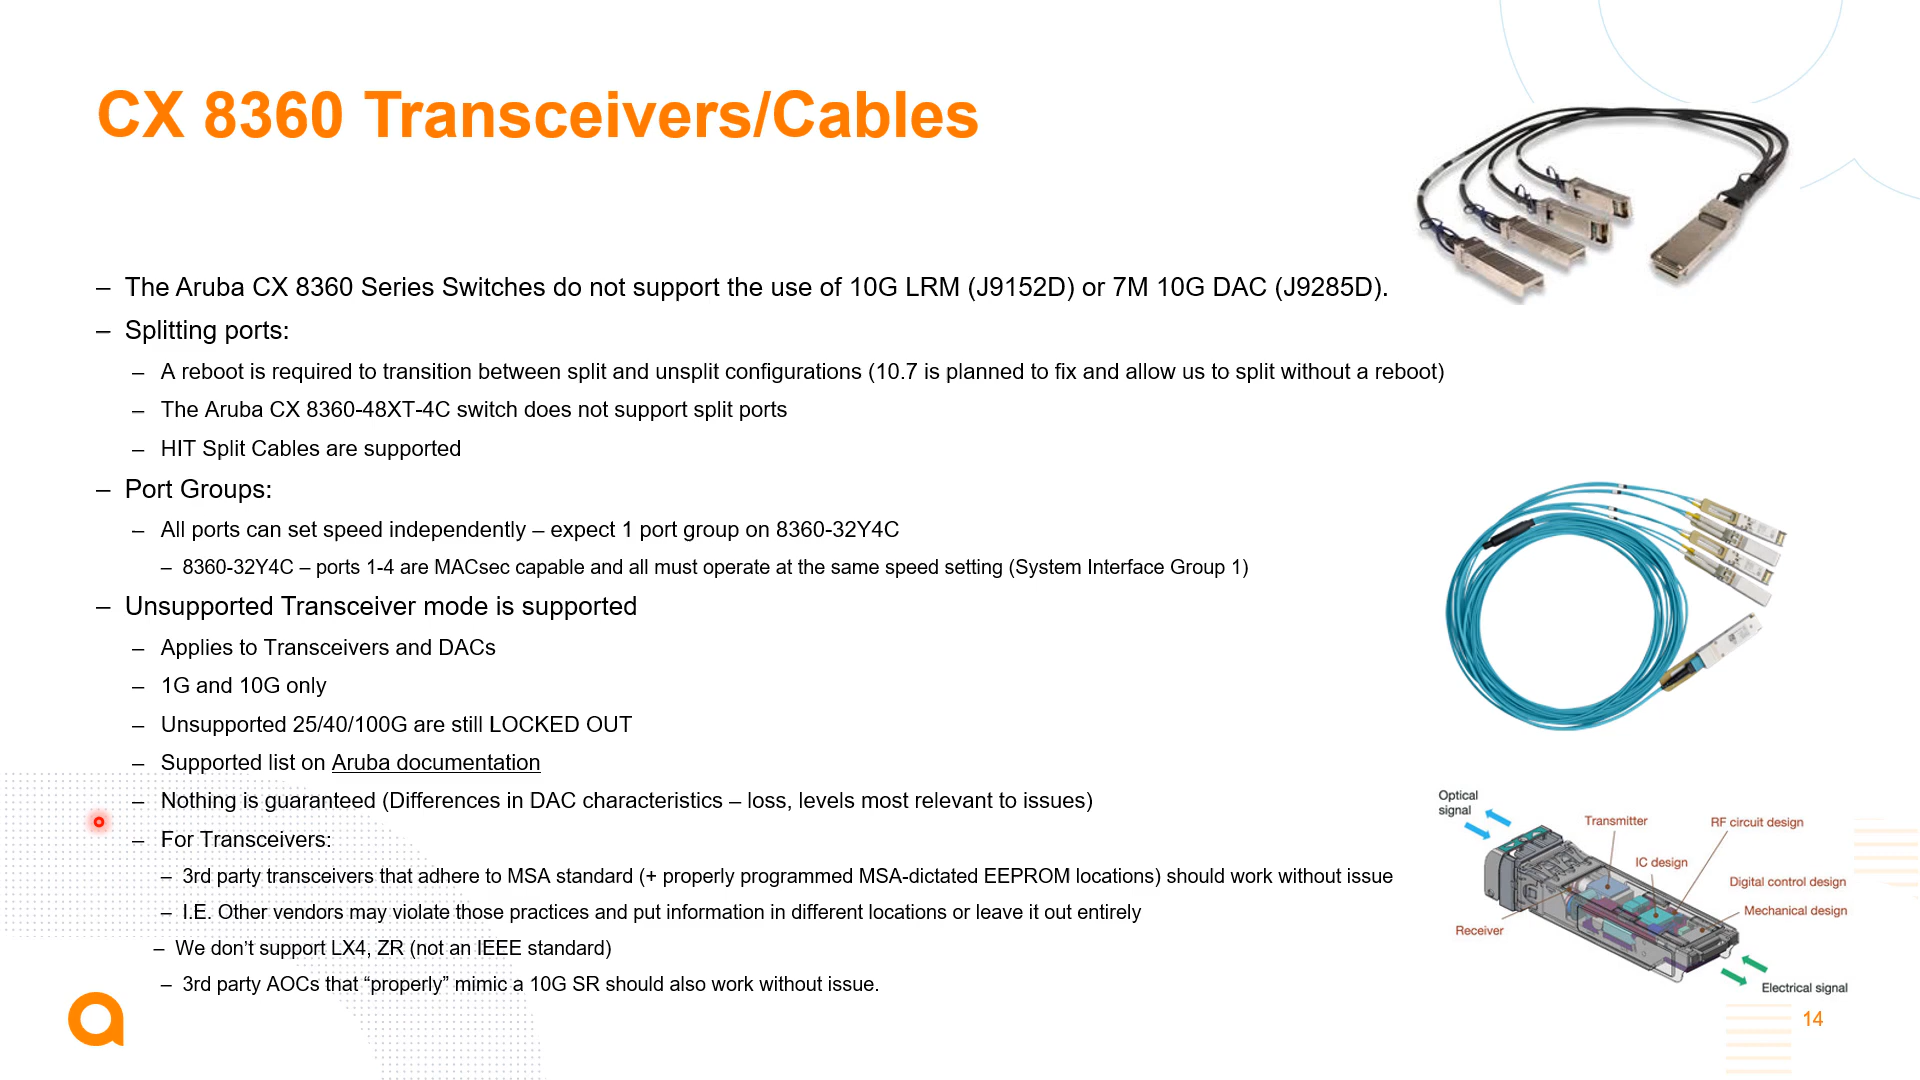 CX 8360 Transceivers/Cables
– The Aruba CX 8360 Series Switches do not support the use of 10G LRM (J9152D) or 7M 10G DAC (J9285D).
– Splitting ports:
– A reboot is required to transition between split and unsplit configurations (10.7 is planned to fix and allow us to split without a reboot)
– The Aruba CX 8360-48XT-4C switch does not support split ports
– HIT Split Cables are supported
– Port Groups:
– All ports can set speed independently – expect 1 port group on 8360-32Y4C
– 8360-32Y4C – ports 1-4 are MACsec capable and all must operate at the same speed setting (System Interface Group 1)
– Unsupported Transceiver mode is supported
– Applies to Transceivers and DACs
– 1G and 10G only
– Unsupported 25/40/100G are still LOCKED OUT
– Supported list on Aruba documentation
– Nothing is guaranteed (Differences in DAC characteristics – loss, levels most relevant to issues)
– For Transceivers:
– 3rd party transceivers that adhere to MSA standard (+ properly programmed MSA-dictated EEPROM locations) should work without issue
– I.E. Other vendors may violate those practices and put information in different locations or leave it out entirely
– We don’t support LX4, ZR (not an IEEE standard)
– 3rd party AOCs that “properly” mimic a 10G SR should also work without issue.
Optical
signal
Transmitter
RF circuit design
IC design
Digital control design
Mechanical design
Receiver
Electrical signal
14